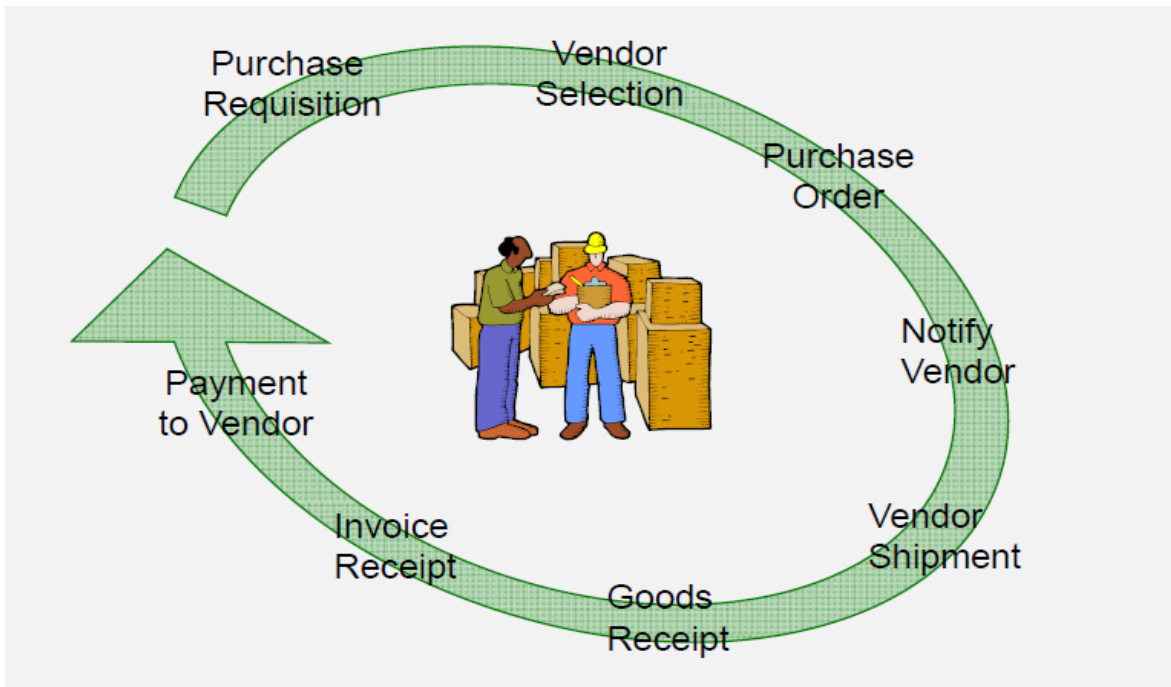 Purchase
Requisition
Vendor
Selection
Purchase
Order
Notify
Vendor
Vendor
Shipment
Goods
Receipt
Invoice
Receipt
Payment
to Vendor